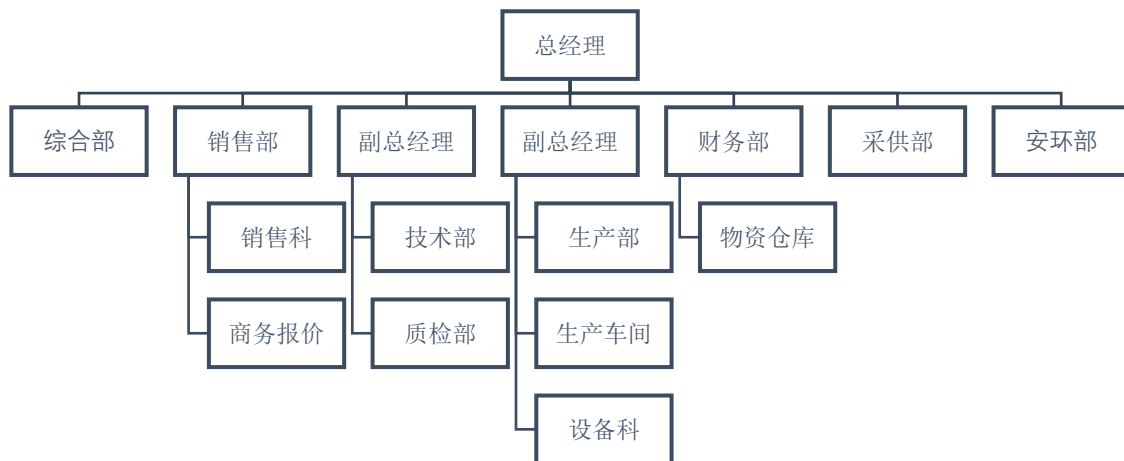 总经理
综合部
销售部
副总经理
副总经理
财务部
采供部
安环部
销售科
技术部
生产部
物资仓库
商务报价
质检部
生产车间
设备科